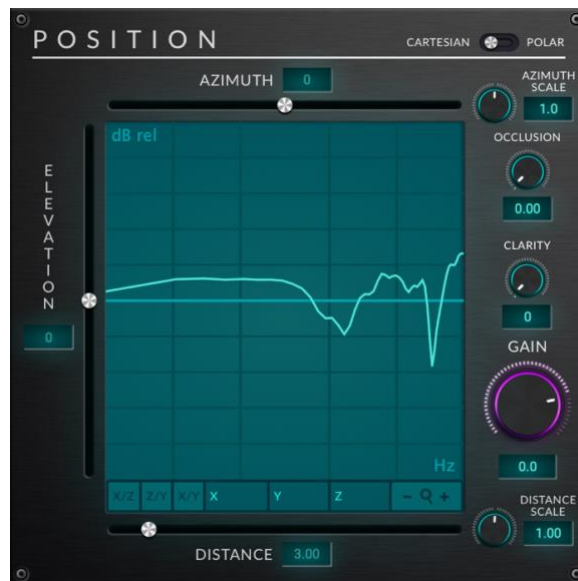 POSITION
CARTESIAN POLAR
AZIMUTH 0
AZIMUTH
SCALE
1.0
dB rel
OCCLUSION
0.00
ELEVATION
0
CLARITY
0
GAIN
0.0
Hz
X/Z Z/Y X/Y X Y Z - +
DISTANCE 3.00
DISTANCE
SCALE
1.00